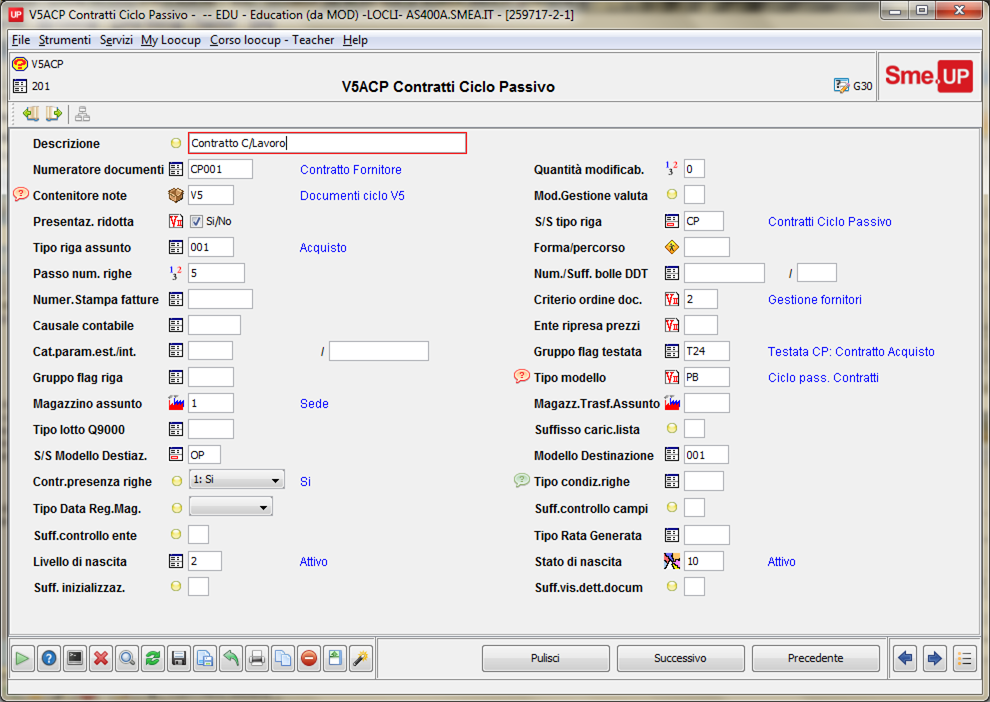 UP V5ACP Contratti Ciclo Passivo - -- EDU - Education (da MOD) -LOCLI- AS400A.SMEA.IT - [259717-2-1]
File Strumenti Servizi My Loocup Corso loocup - Teacher Help
V5ACP
201
V5ACP Contratti Ciclo Passivo
G30
Sme.UP
Descrizione Contratto C/Lavoro
Numeratore documenti CP001 Contratto Fornitore Quantità modificab. 0
Contenitore note V5 Documenti ciclo V5 Mod.Gestione valuta
Presentaz. ridotta Si/No S/S tipo riga CP Contratti Ciclo Passivo
Tipo riga assunto 001 Acquisto Forma/percorso
Passo num. righe 5 Num./Suff. bolle DDT /
Numer.Stampa fatture Criterio ordine doc. 2 Gestione fornitori
Causale contabile Ente ripresa prezzi
Cat.param.est./int. / Gruppo flag testata T24 Testata CP: Contratto Acquisto
Gruppo flag riga Tipo modello PB Ciclo pass. Contratti
Magazzino assunto 1 Sede Magazz.Trasf.Assunto
Tipo lotto Q9000 Suffisso caric.lista
S/S Modello Destiaz. OP Modello Destinazione 001
Contr.presenza righe 1: Si Si Tipo condiz.righe
Tipo Data Reg.Mag. Suff.controllo campi
Suff.controllo ente Tipo Rata Generata
Livello di nascita 2 Attivo Stato di nascita 10 Attivo
Suff. inizializzaz. Suff.vis.dett.docum
Pulisci Successivo Precedente